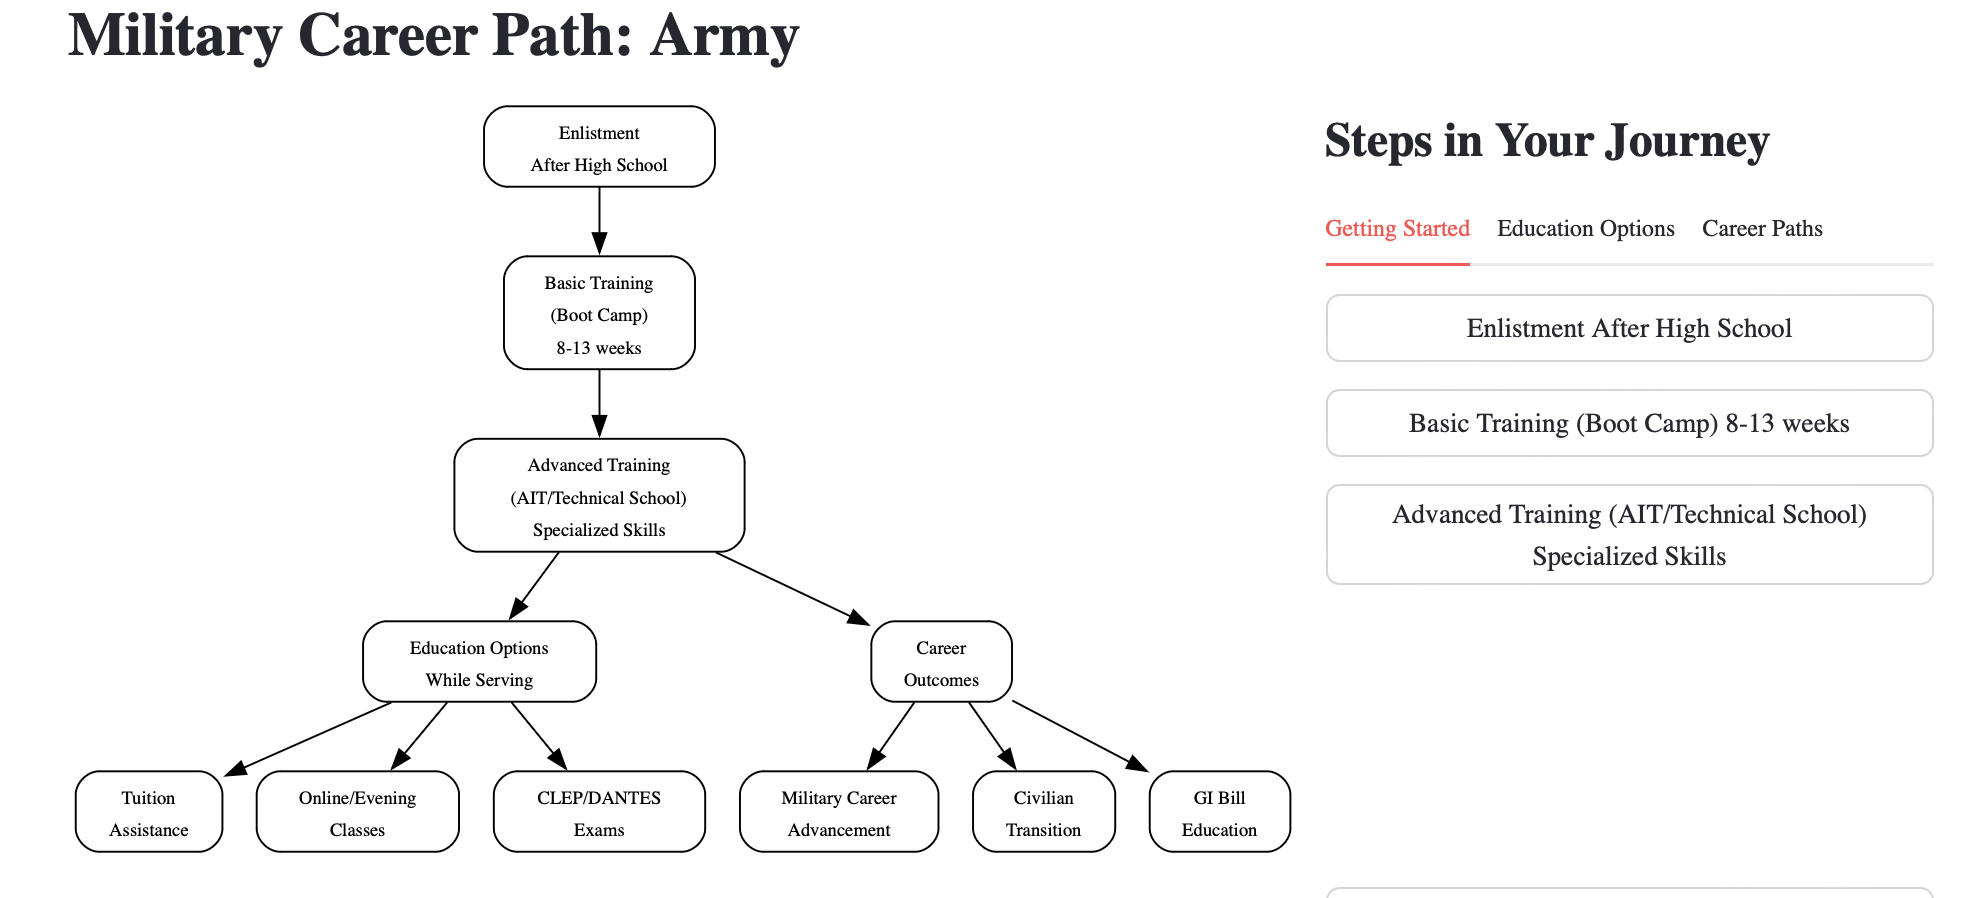 Military Career Path: Army
Enlistment
After High School
Basic Training
(Boot Camp)
8-13 weeks
Advanced Training
(AIT/Technical School)
Specialized Skills
Education Options
While Serving
Career
Outcomes
Tuition
Assistance
Online/Evening
Classes
CLEP/DANTES
Exams
Military Career
Advancement
Civilian
Transition
GI Bill
Education
Steps in Your Journey
Getting Started
Education Options
Career Paths
Enlistment After High School
Basic Training (Boot Camp) 8-13 weeks
Advanced Training (AIT/Technical School)
Specialized Skills